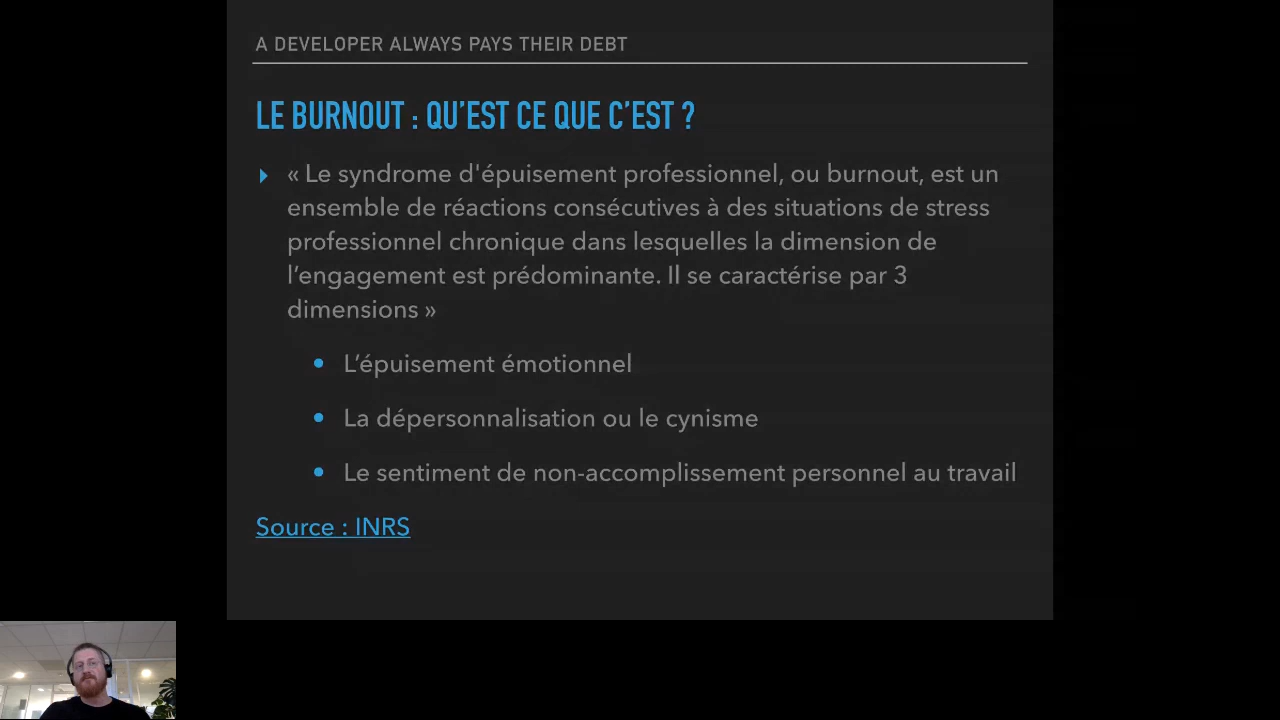 A DEVELOPER ALWAYS PAYS THEIR DEBT
LE BURNOUT : QU’EST CE QUE C’EST ?
« Le syndrome d'épuisement professionnel, ou burnout, est un
ensemble de réactions consécutives à des situations de stress
professionnel chronique dans lesquelles la dimension de
l’engagement est prédominante. Il se caractérise par 3
dimensions »
L’épuisement émotionnel
La dépersonnalisation ou le cynisme
Le sentiment de non-accomplissement personnel au travail
Source : INRS